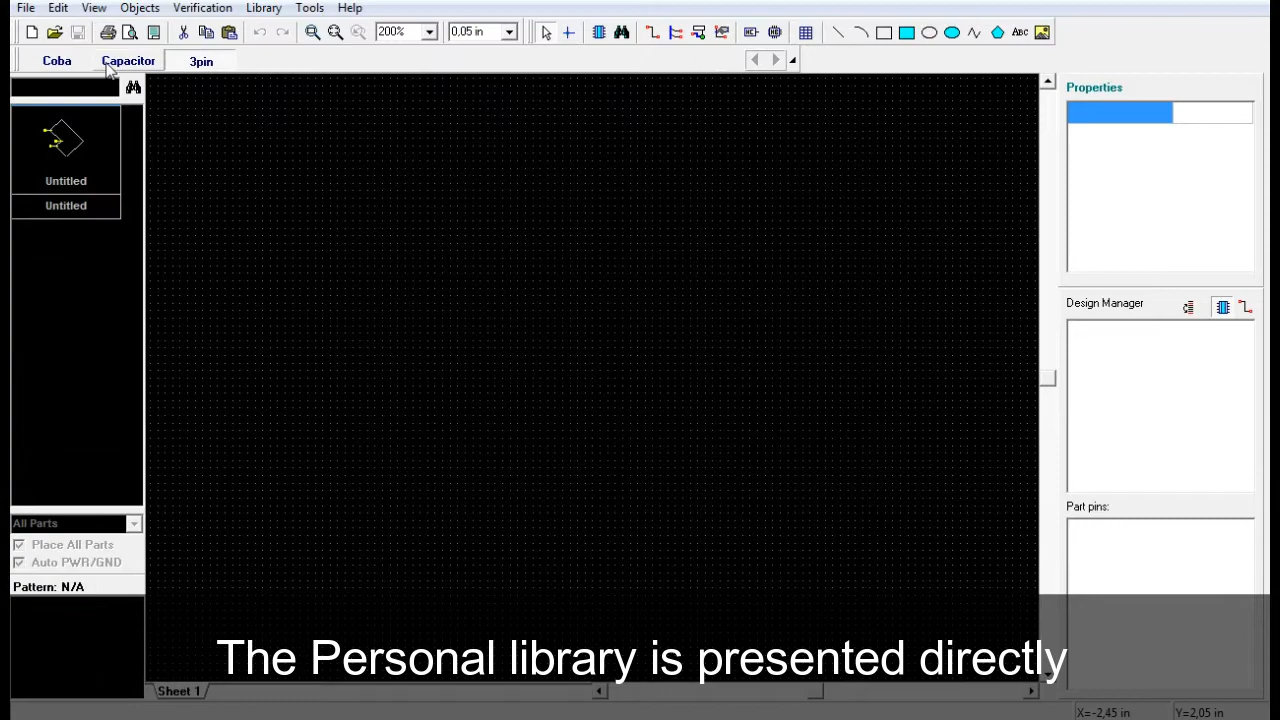 File Edit View Objects Verification Library Tools Help
200% 0,05 in ABC
Coba Capacitor 3pin
Properties
Untitled
Untitled
Design Manager
Part pins:
All Parts
Place All Parts
Auto PWR/GND
Pattern: N/A
The Personal library is presented directly
Sheet 1
X=-2,45 in Y=2,05 in